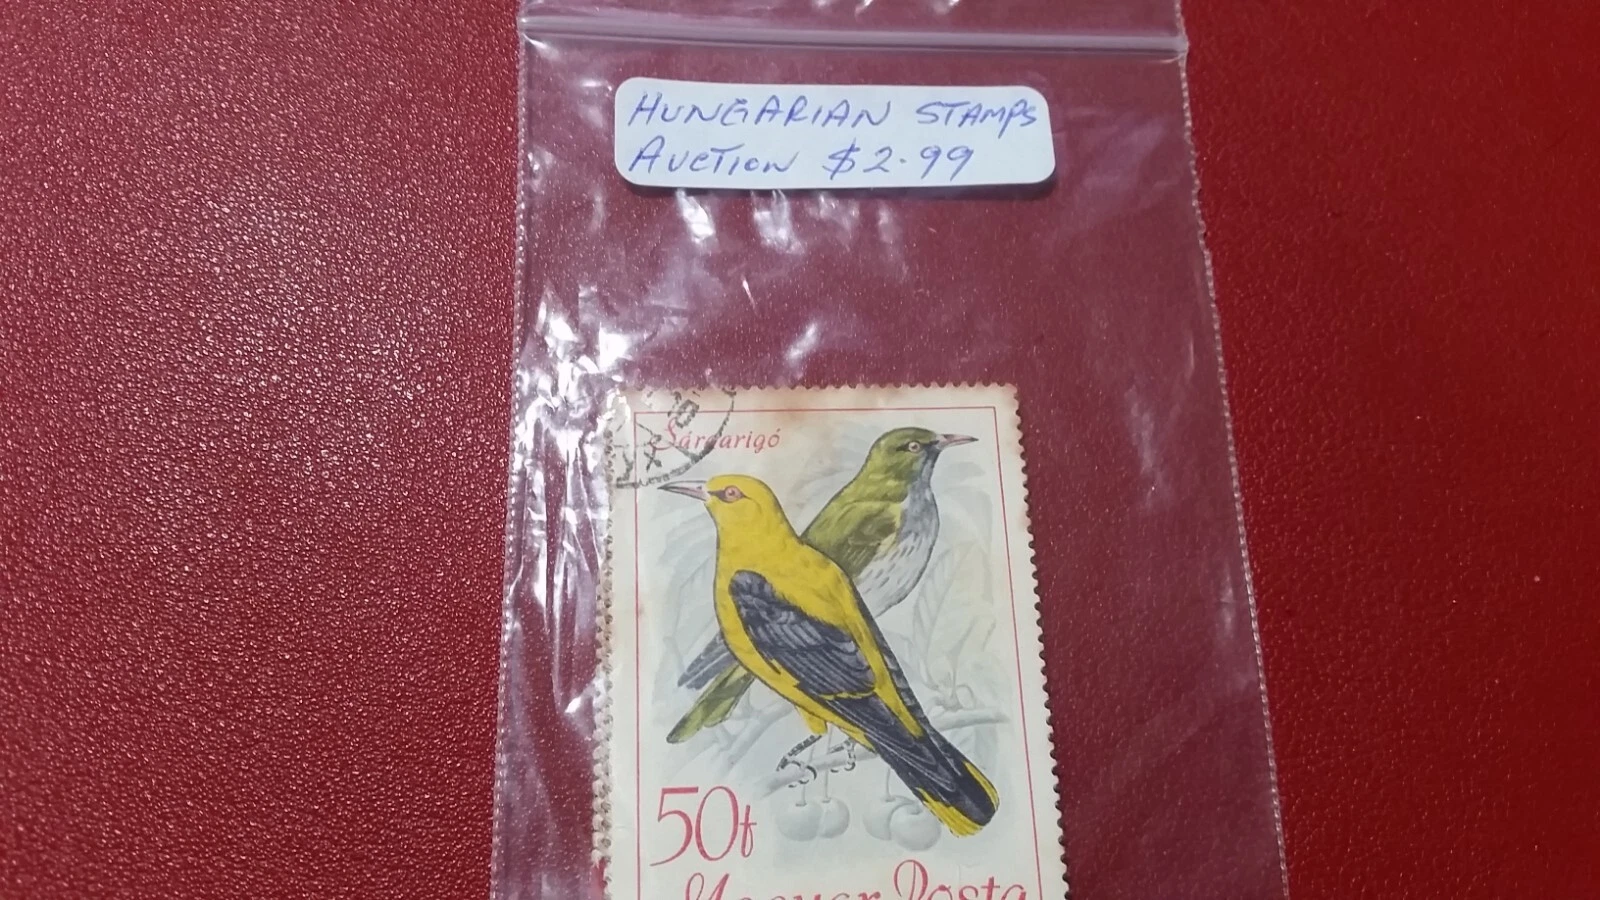 HUNGARIAN STAMPS
AUCTION $2.99
Sárgarigó
50f
Magyar Posta